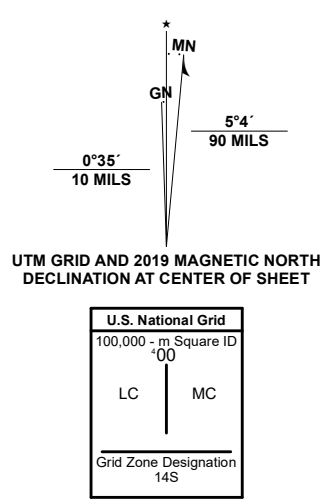 ★
MN
GN
5°4´
90 MILS
0°35´
10 MILS
UTM GRID AND 2019 MAGNETIC NORTH
DECLINATION AT CENTER OF SHEET
U.S. National Grid
100,000 - m Square ID
⁴00
LC MC
Grid Zone Designation
14S